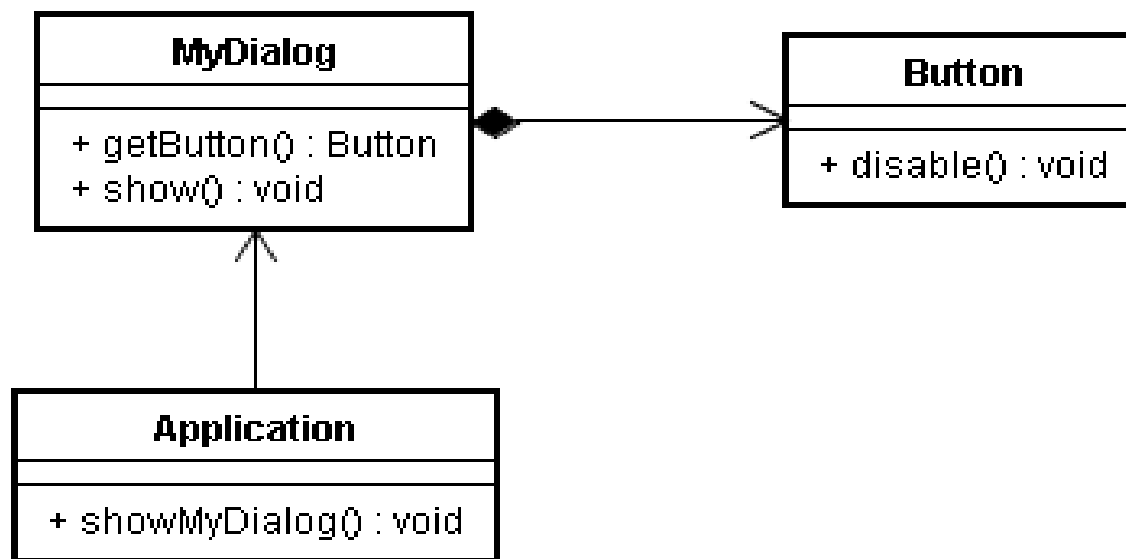 MyDialog
+ getButton() : Button
+ show() : void
Button
+ disable() : void
Application
+ showMyDialog() : void